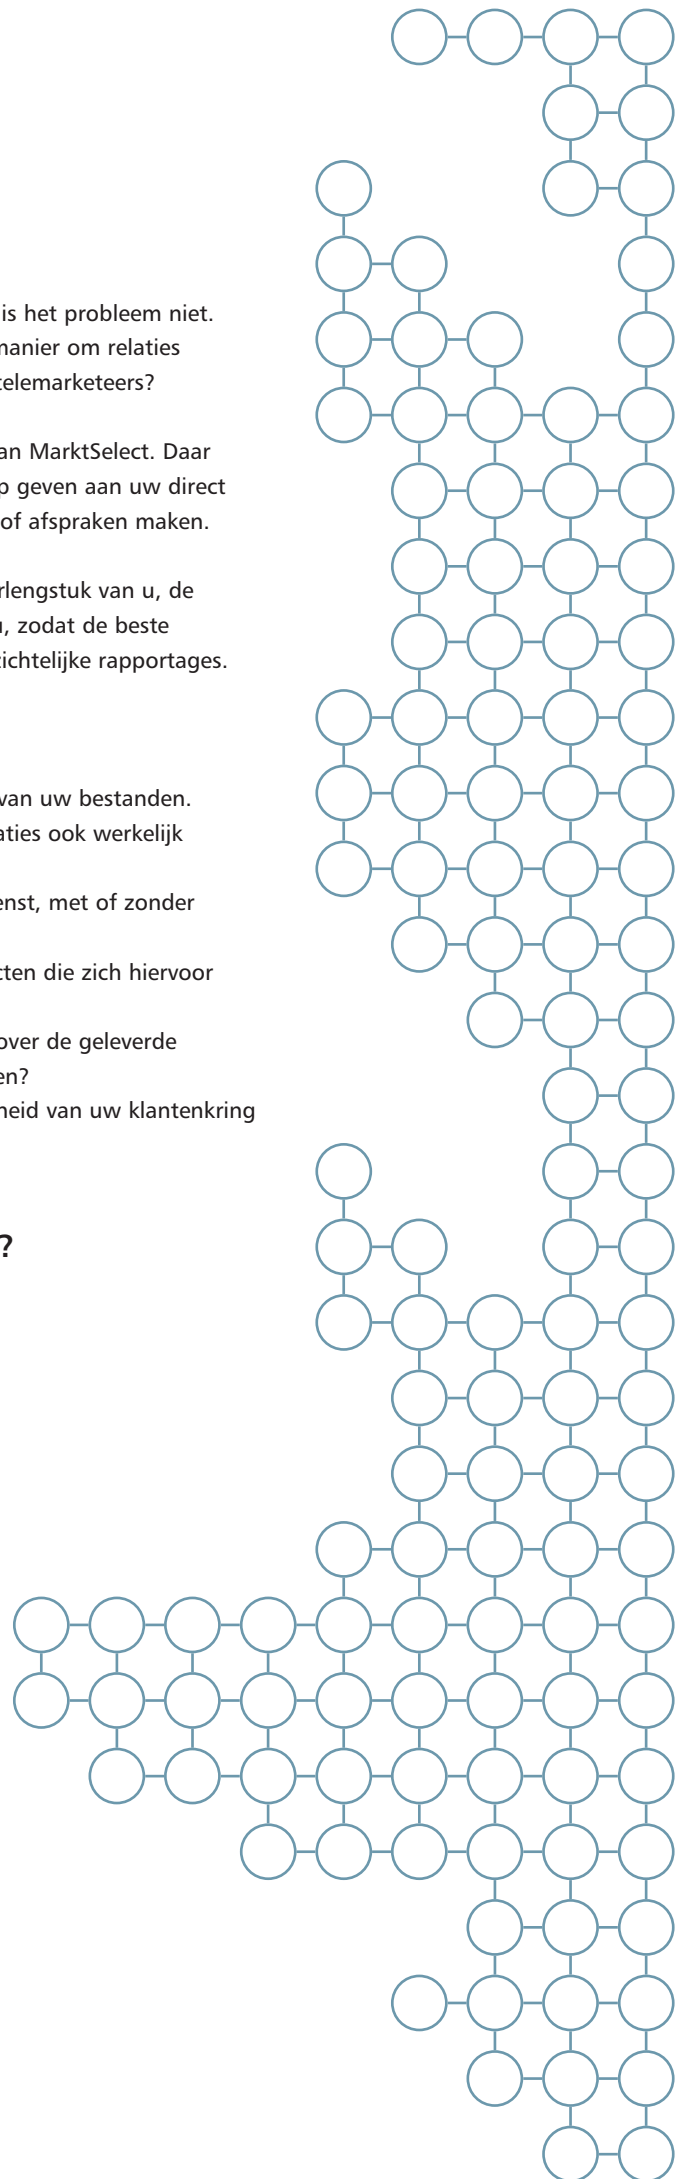 is het probleem niet.
manier om relaties
telemarketeers?
an MarktSelect. Daar
p geven aan uw direct
of afspraken maken.
rlengstuk van u, de
u, zodat de beste
zichtelijke rapportages.
van uw bestanden.
aties ook werkelijk
enst, met of zonder
cten die zich hiervoor
over de geleverde
en?
heid van uw klantenkring
?